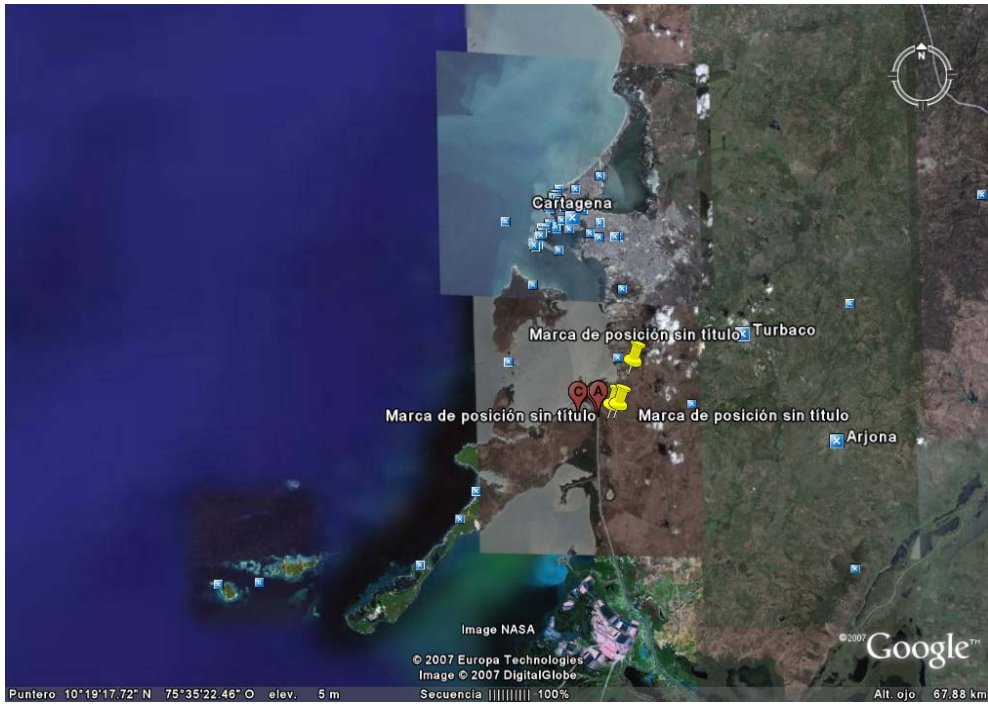 N
Cartagena
Marca de posición sin título
Turbaco
C
A
Marca de posición sin título
Marca de posición sin título
Arjona
Image NASA
© 2007 Europa Technologies
Image © 2007 DigitalGlobe
©2007 Google™
Puntero 10°19'17.72" N 75°35'22.46" O elev. 5 m
Secuencia |||||||||| 100%
Alt. ojo 67.88 km